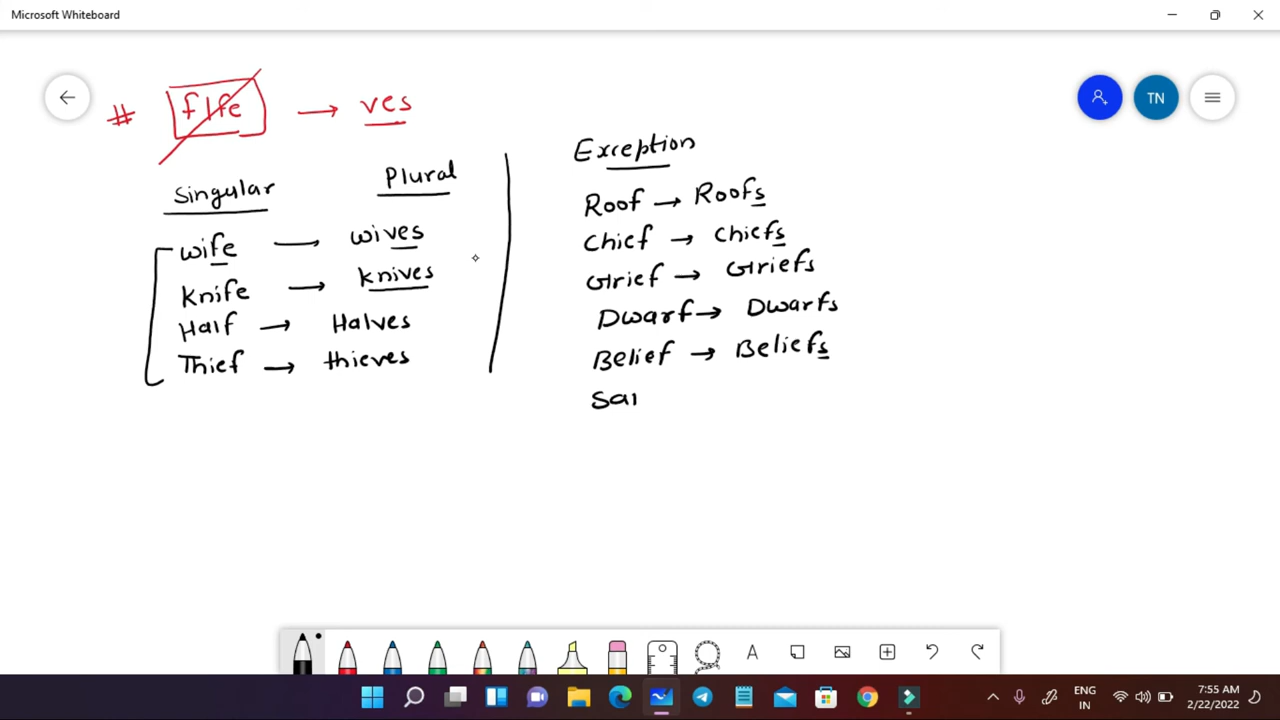 Microsoft Whiteboard
# f/fe → ves
Singular Plural
wife → wives
Knife → knives
Half → Halves
Thief → thieves
Exception
Roof → Roofs
Chief → Chiefs
Grief → Griefs
Dwarf → Dwarfs
Belief → Beliefs
Sai
TN
A
ENG
IN
7:55 AM
2/22/2022